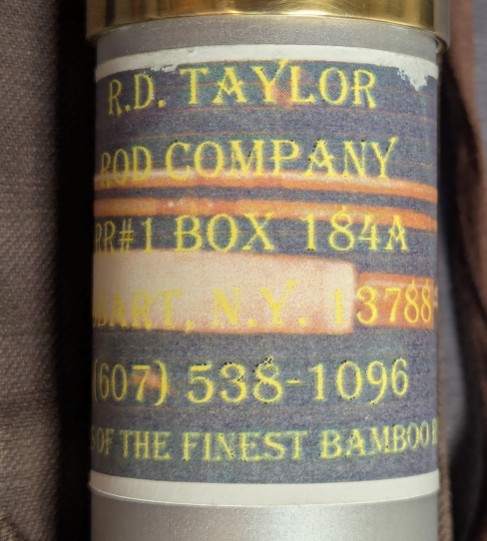 R.D. TAYLOR
ROD COMPANY
RR#1 BOX 184A
N.Y. 13788
(607) 538-1096
OF THE FINEST BAMBOO